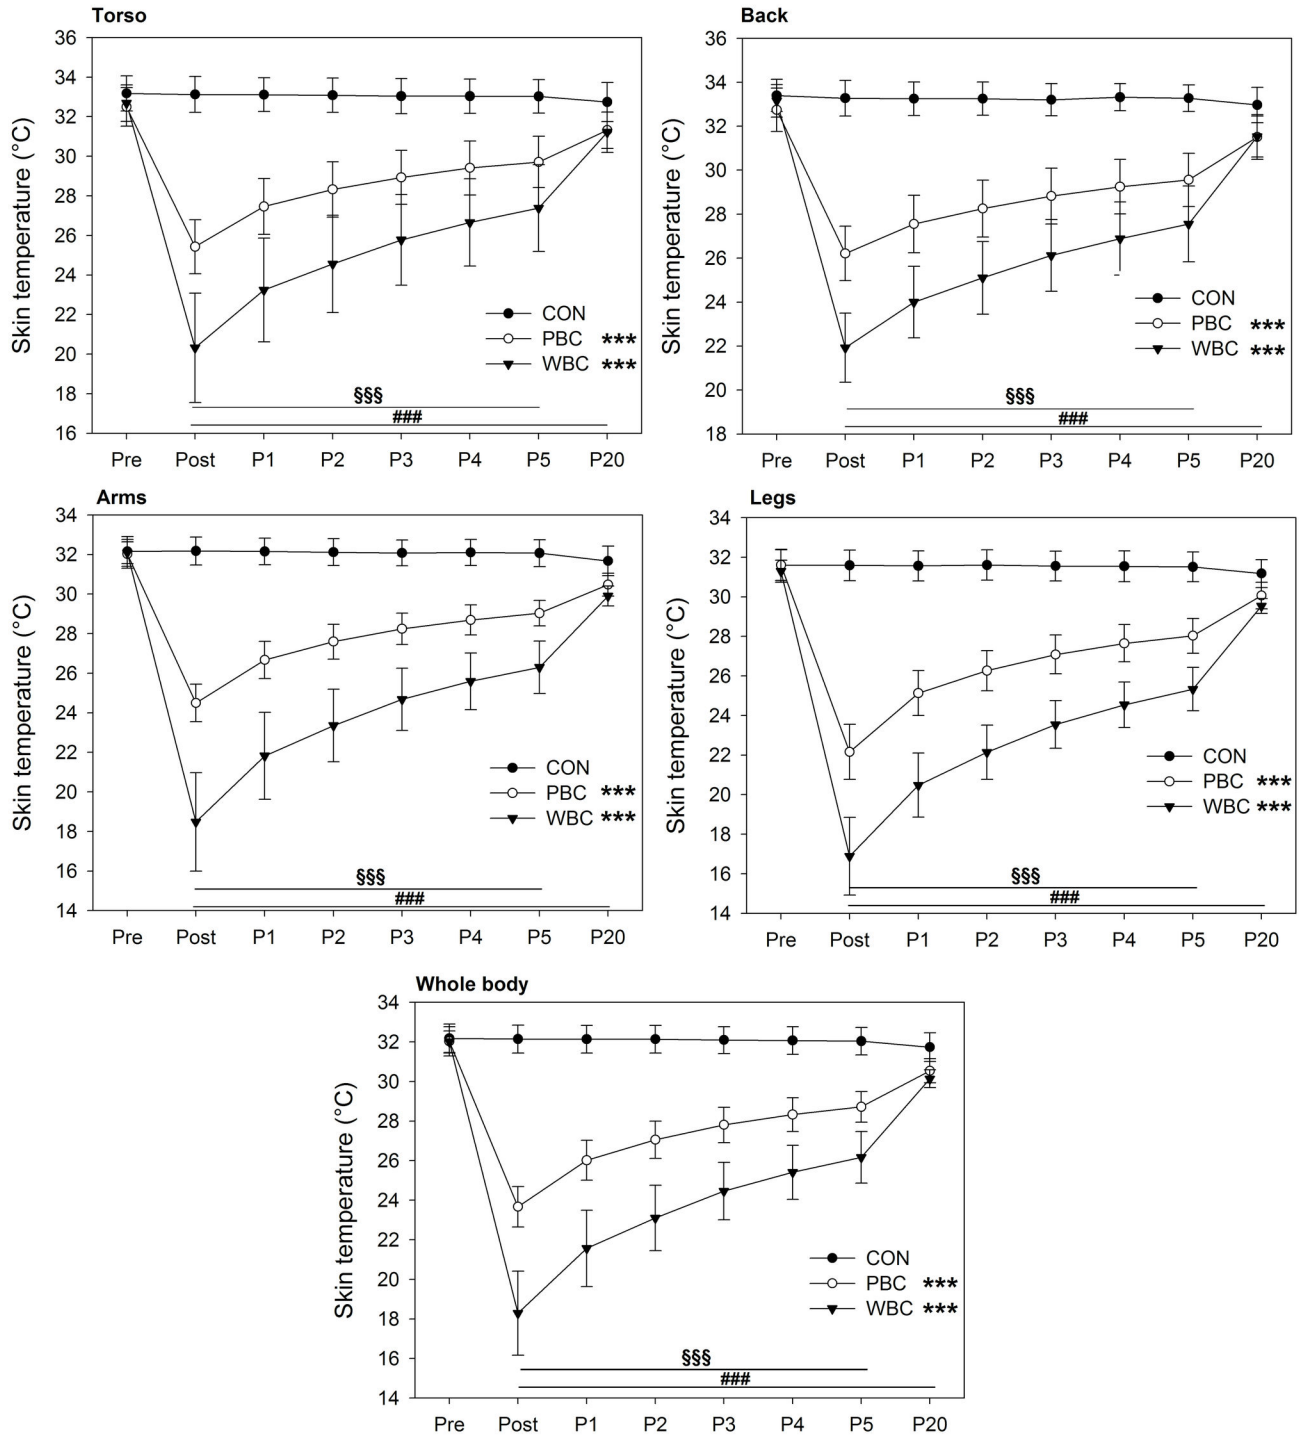 Torso
Skin temperature (°C)
36
34
32
30
28
26
24
22
20
18
16
CON
PBC ***
WBC ***
§§§
###
Pre Post P1 P2 P3 P4 P5 P20
Back
Skin temperature (°C)
36
34
32
30
28
26
24
22
20
18
CON
PBC ***
WBC ***
§§§
###
Pre Post P1 P2 P3 P4 P5 P20
Arms
Skin temperature (°C)
34
32
30
28
26
24
22
20
18
16
14
CON
PBC ***
WBC ***
§§§
###
Pre Post P1 P2 P3 P4 P5 P20
Legs
Skin temperature (°C)
34
32
30
28
26
24
22
20
18
16
14
CON
PBC ***
WBC ***
§§§
###
Pre Post P1 P2 P3 P4 P5 P20
Whole body
Skin temperature (°C)
34
32
30
28
26
24
22
20
18
16
14
CON
PBC ***
WBC ***
§§§
###
Pre Post P1 P2 P3 P4 P5 P20